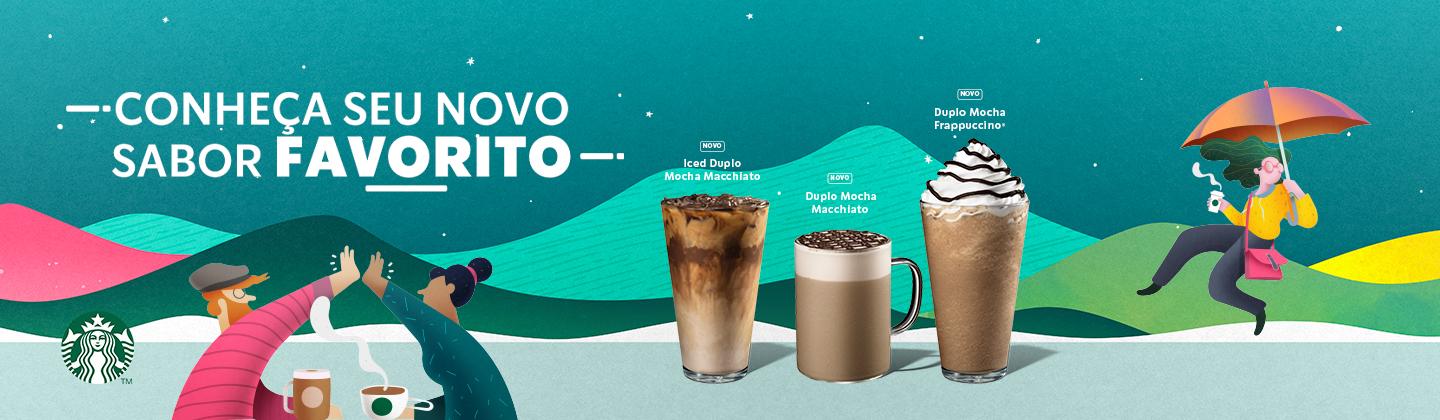 CONHEÇA SEU NOVO
SABOR FAVORITO
NOVO
Iced Duplo
Mocha Macchiato
NOVO
Duplo Mocha
Macchiato
NOVO
Duplo Mocha
Frappuccino®
TM